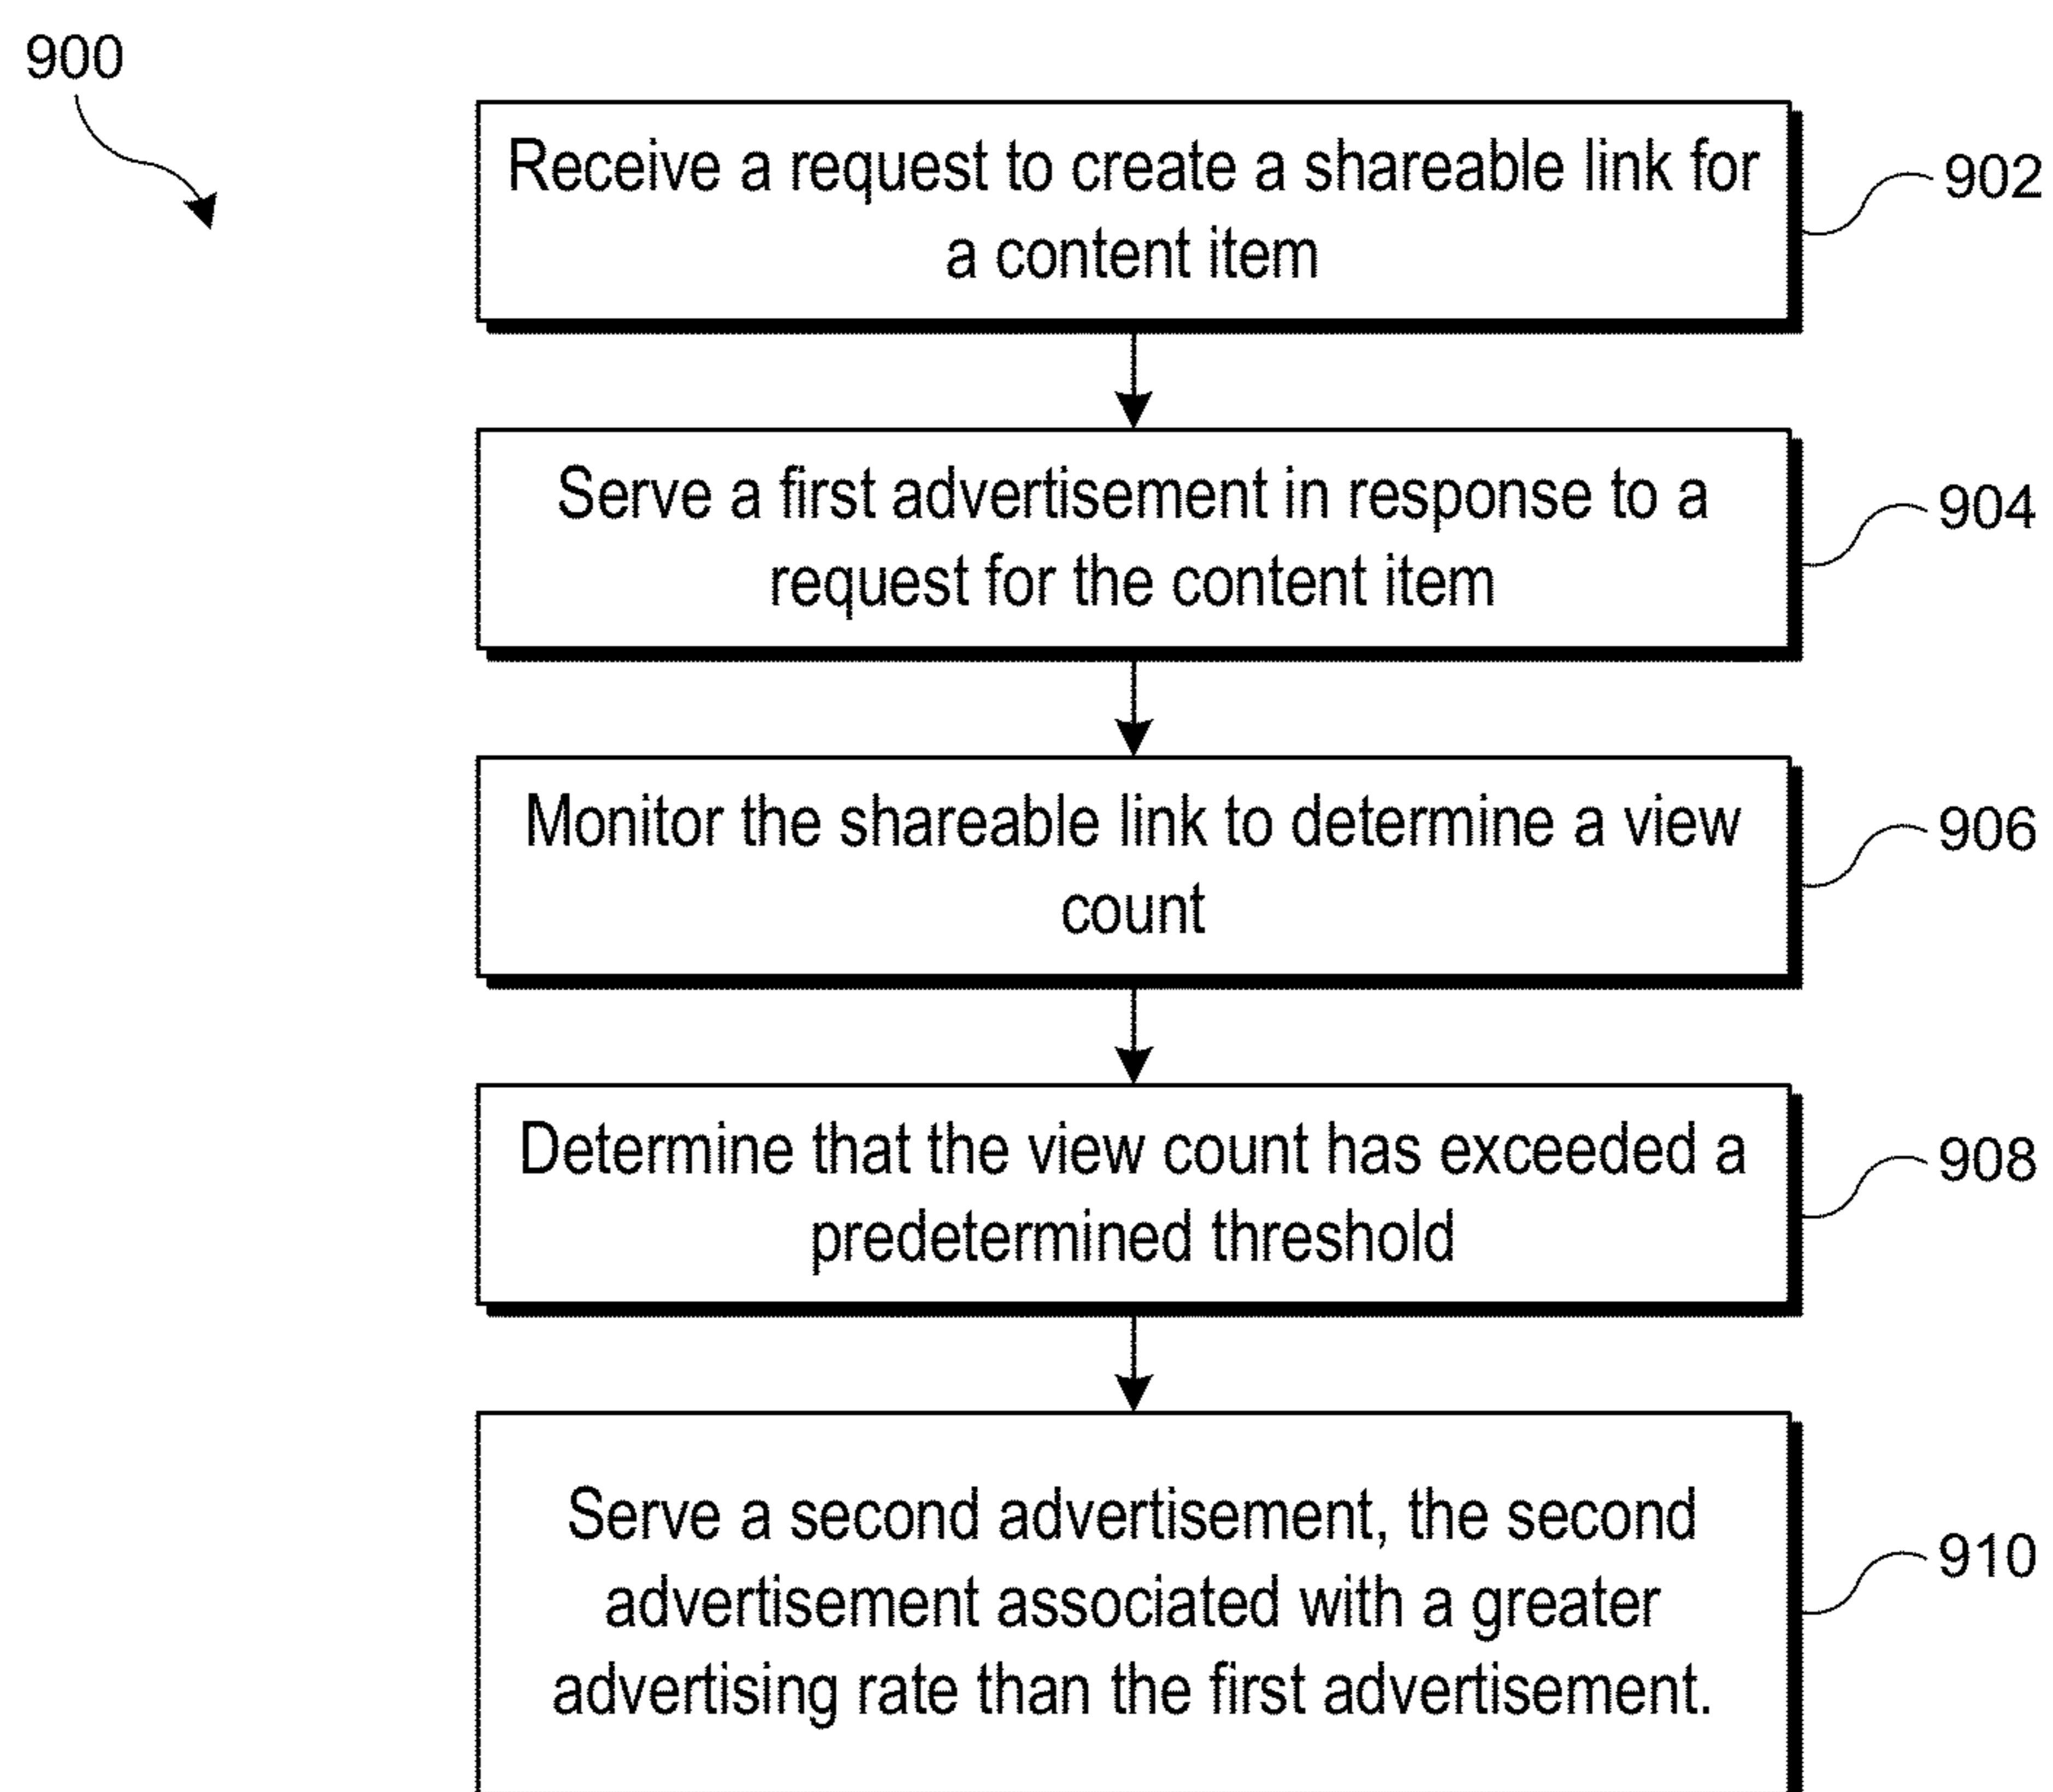 900
Receive a request to create a shareable link for
a content item
902
Serve a first advertisement in response to a
request for the content item
904
Monitor the shareable link to determine a view
count
906
Determine that the view count has exceeded a
predetermined threshold
908
Serve a second advertisement, the second
advertisement associated with a greater
advertising rate than the first advertisement.
910